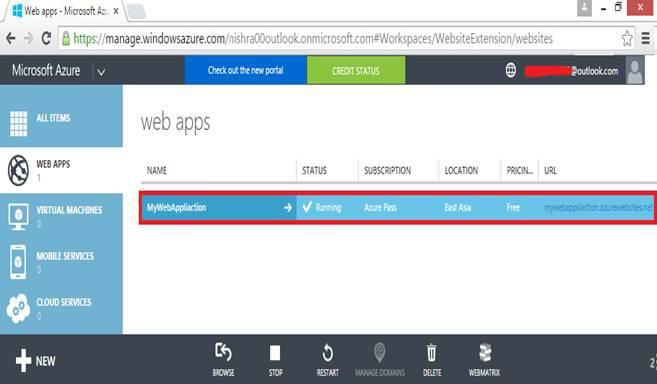 Web apps - Microsoft Azu
https://manage.windowsazure.com/nishra00outlook.onmicrosoft.com#Workspaces/WebsiteExtension/websites
Microsoft Azure
Check out the new portal
CREDIT STATUS
@outlook.com
ALL ITEMS
WEB APPS
1
VIRTUAL MACHINES
0
MOBILE SERVICES
0
CLOUD SERVICES
0
web apps
NAME STATUS SUBSCRIPTION LOCATION PRICIN... URL
MyWebAppliaction Running Azure Pass East Asia Free mywebappliaction.azurewebsites.net
NEW
BROWSE STOP RESTART MANAGE DOMAINS DELETE WEBMATRIX
2